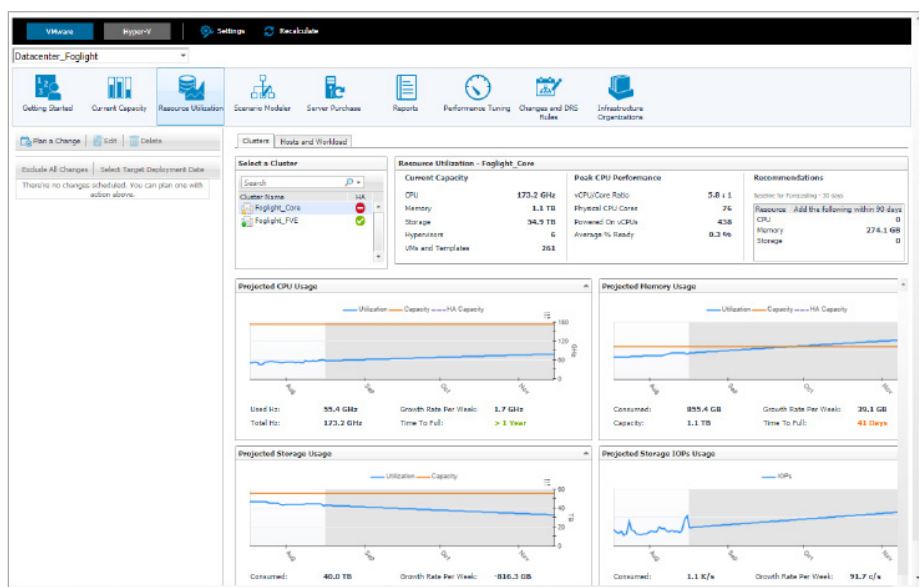 VMware Hyper-V Settings Recalculate
Datacenter_Foglight
Getting Started Current Capacity Resource Utilization Scenario Modeler Server Purchase Reports Performance Tuning Changes and DRS Rules Infrastructure Organizations
Plan a Change Edit Delete
Exclude All Changes Select Target Deployment Date
There're no changes scheduled. You can plan one with
action above.
Clusters Hosts and Workload
Select a Cluster
Search
Cluster Name HA
Foglight_Core
Foglight_FVE
Resource Utilization - Foglight_Core
Current Capacity
CPU 173.2 GHz
Memory 1.1 TB
Storage 54.9 TB
Hypervisors 6
VMs and Templates 261
Peak CPU Performance
vCPU/Core Ratio 5.8 : 1
Physical CPU Cores 76
Powered On vCPUs 438
Average % Ready 0.3 %
Recommendations
Baseline for Forecasting - 30 days
Resource Add the following within 90 days
CPU 0
Memory 274.1 GB
Storage 0
Projected CPU Usage
Utilization Capacity HA Capacity
160
120
80
0
GHz
Aug Sep Oct Nov
Used Hz: 55.4 GHz Growth Rate Per Week: 1.7 GHz
Total Hz: 173.2 GHz Time To Full: > 1 Year
Projected Memory Usage
Utilization Capacity HA Capacity
Aug Sep Oct Nov
Consumed: 855.4 GB Growth Rate Per Week: 39.1 GB
Capacity: 1.1 TB Time To Full: 41 Days
Projected Storage Usage
Utilization Capacity
60
40
20
0
TB
Aug Sep Oct Nov
Consumed: 40.0 TB Growth Rate Per Week: -816.3 GB
Projected Storage IOPs Usage
IOPs
Aug Sep Oct Nov
Consumed: 1.1 K/s Growth Rate Per Week: 91.7 c/s